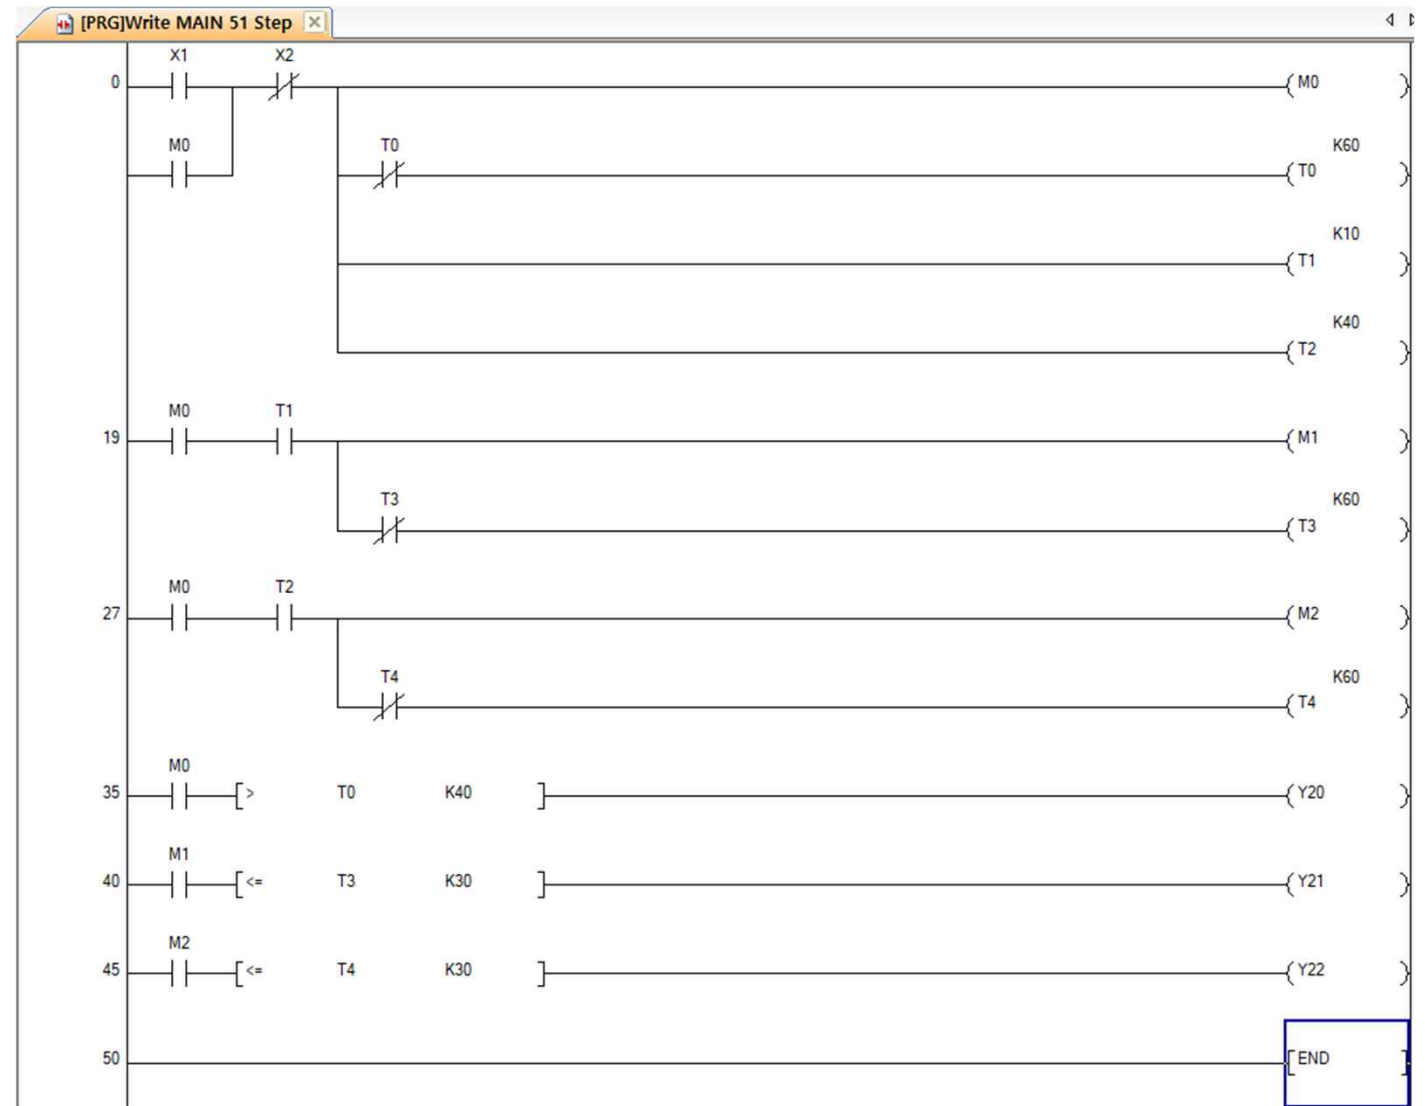 [PRG]Write MAIN 51 Step
X1 X2
0 M0
M0 T0 K60
T0
K10
T1
K40
T2
M0 T1
19 M1
T3 K60
T3
M0 T2
27 M2
T4 K60
T4
M0
35 > T0 K40 Y20
M1
40 <= T3 K30 Y21
M2
45 <= T4 K30 Y22
50 END